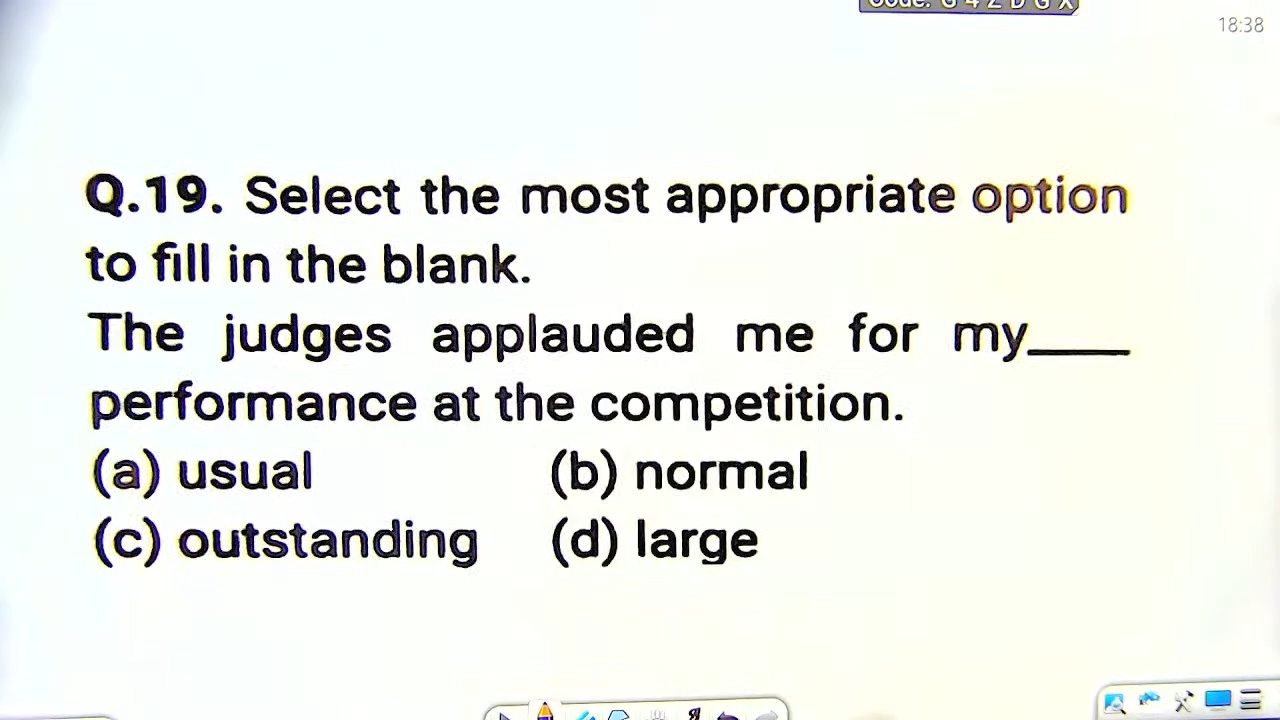 18:38
Q.19. Select the most appropriate option
to fill in the blank.
The judges applauded me for my____
performance at the competition.
(a) usual (b) normal
(c) outstanding (d) large